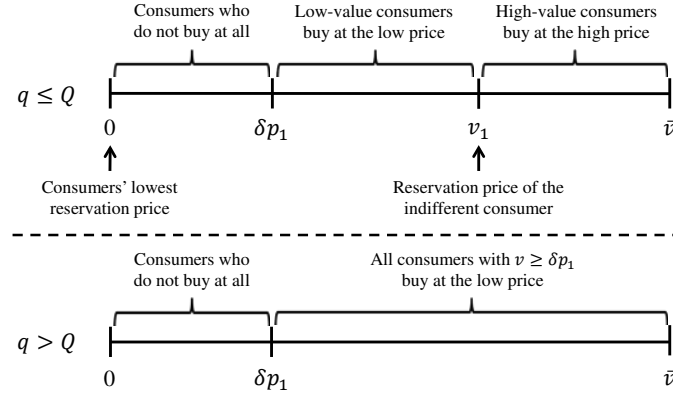 Consumers who
do not buy at all
Low-value consumers
buy at the low price
High-value consumers
buy at the high price
q ≤ Q
0
δp₁
v₁
v̄
Consumers' lowest
reservation price
Reservation price of the
indifferent consumer
Consumers who
do not buy at all
All consumers with v ≥ δp₁
buy at the low price
q > Q
0
δp₁
v̄